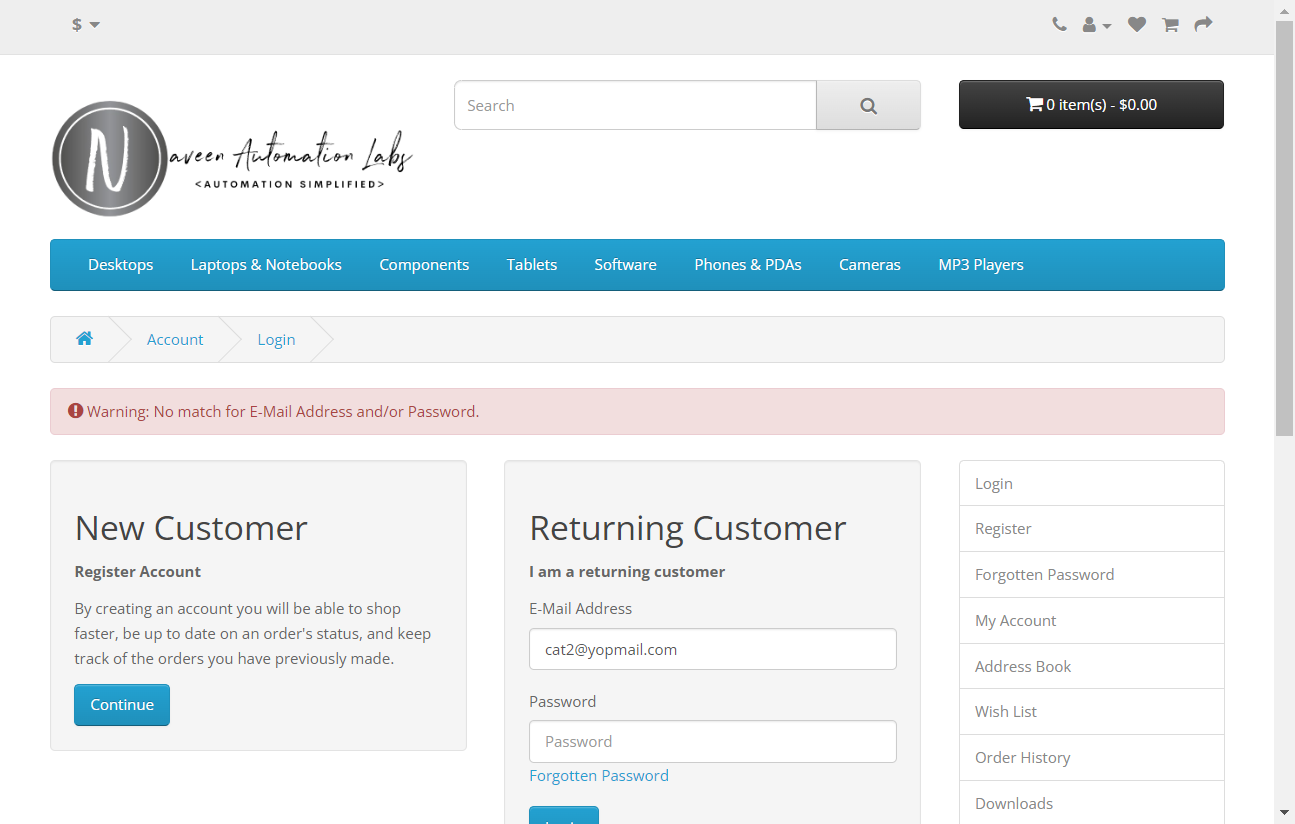 $
Search
0 item(s) - $0.00
N
aveen Automation Labs
<AUTOMATION SIMPLIFIED>
Desktops
Laptops & Notebooks
Components
Tablets
Software
Phones & PDAs
Cameras
MP3 Players
Account
Login
Warning: No match for E-Mail Address and/or Password.
New Customer
Register Account
By creating an account you will be able to shop
faster, be up to date on an order's status, and keep
track of the orders you have previously made.
Continue
Returning Customer
I am a returning customer
E-Mail Address
cat2@yopmail.com
Password
Password
Forgotten Password
Login
Register
Forgotten Password
My Account
Address Book
Wish List
Order History
Downloads